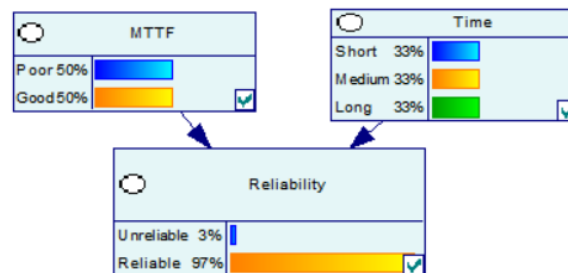 MTTF
Poor 50%
Good 50%
Time
Short 33%
Medium 33%
Long 33%
Reliability
Unreliable 3%
Reliable 97%